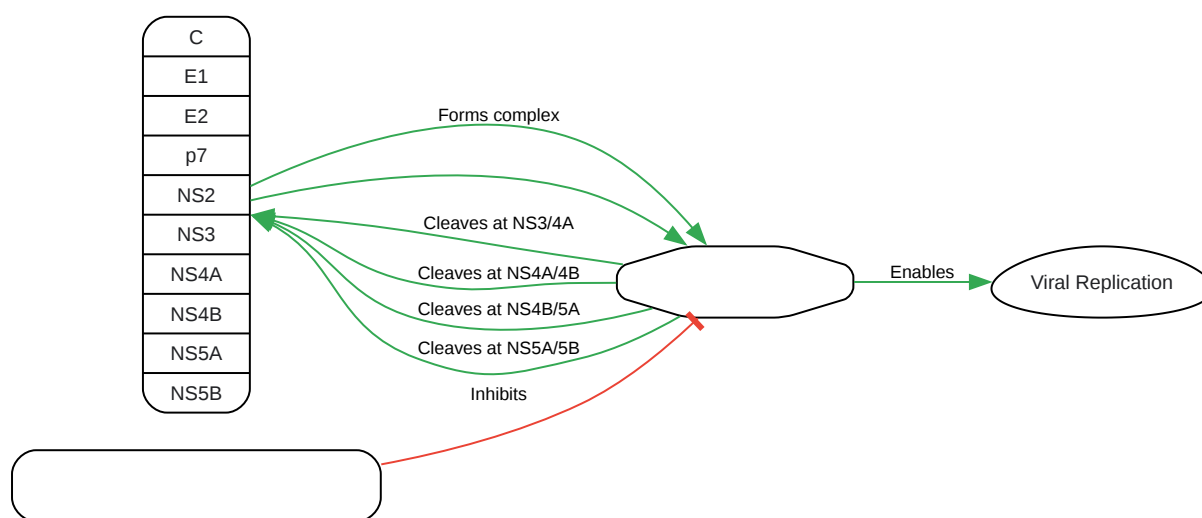 C
E1
E2
p7
NS2
NS3
NS4A
NS4B
NS5A
NS5B
Forms complex
Cleaves at NS3/4A
Cleaves at NS4A/4B
Cleaves at NS4B/5A
Cleaves at NS5A/5B
Inhibits
Enables
Viral Replication